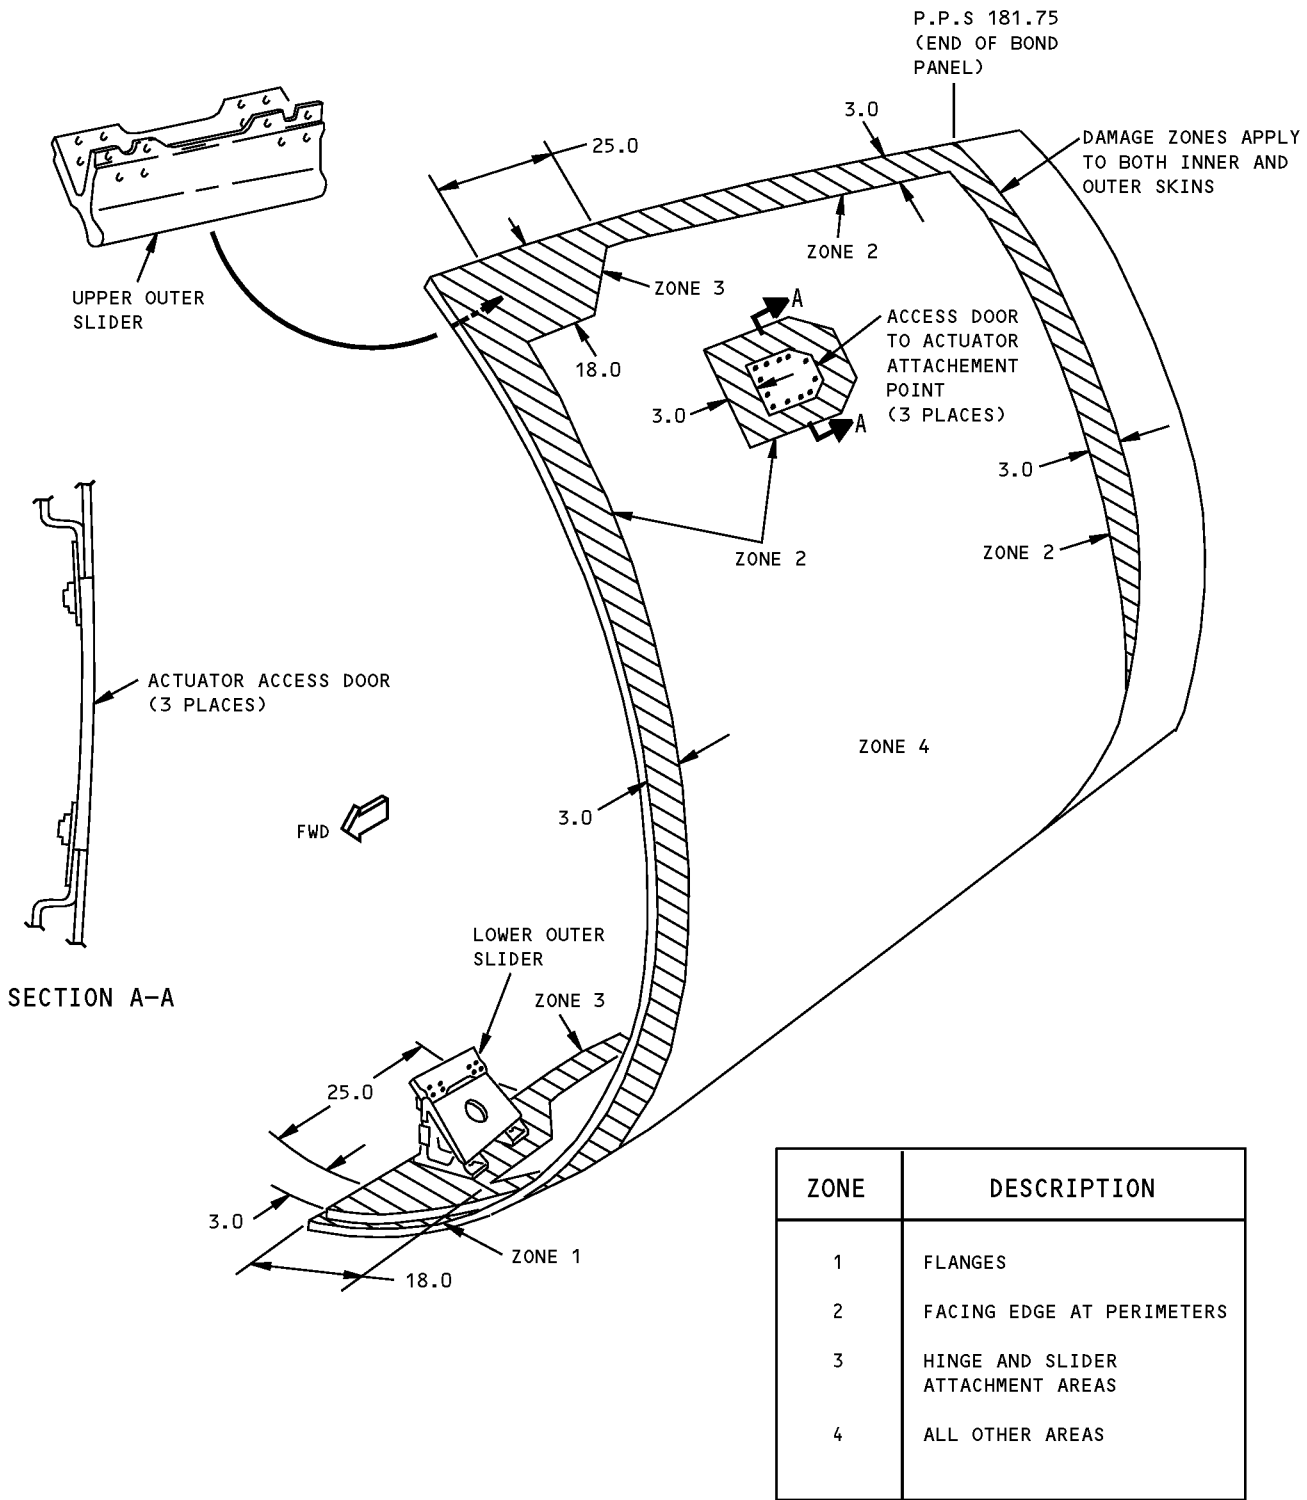 P.P.S 181.75
(END OF BOND
PANEL)
3.0
25.0
DAMAGE ZONES APPLY
TO BOTH INNER AND
OUTER SKINS
ZONE 2
ZONE 3
UPPER OUTER
SLIDER
A
ACCESS DOOR
TO ACTUATOR
ATTACHEMENT
POINT
(3 PLACES)
18.0
3.0
A
3.0
ZONE 2
ZONE 2
ACTUATOR ACCESS DOOR
(3 PLACES)
ZONE 4
3.0
FWD
LOWER OUTER
SLIDER
SECTION A-A
ZONE 3
25.0
3.0
ZONE 1
18.0
ZONE DESCRIPTION
1 FLANGES
2 FACING EDGE AT PERIMETERS
3 HINGE AND SLIDER
ATTACHMENT AREAS
4 ALL OTHER AREAS